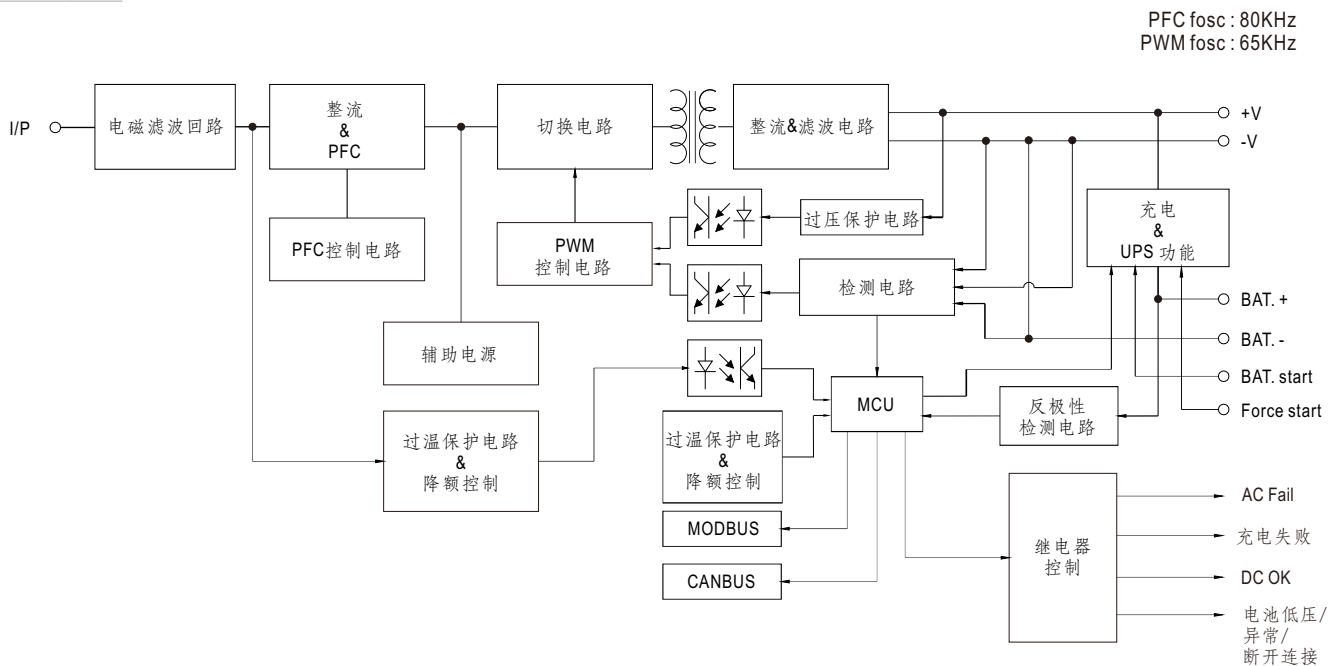 PFC fosc : 80KHz
PWM fosc : 65KHz
I/P
电磁滤波回路
整流
&
PFC
切换电路
整流&滤波电路
+V
-V
PFC控制电路
PWM
控制电路
过压保护电路
充电
&
UPS 功能
检测电路
BAT. +
BAT. -
BAT. start
Force start
辅助电源
MCU
反极性
检测电路
过温保护电路
&
降额控制
过温保护电路
&
降额控制
MODBUS
CANBUS
继电器
控制
AC Fail
充电失败
DC OK
电池低压/
异常/
断开连接